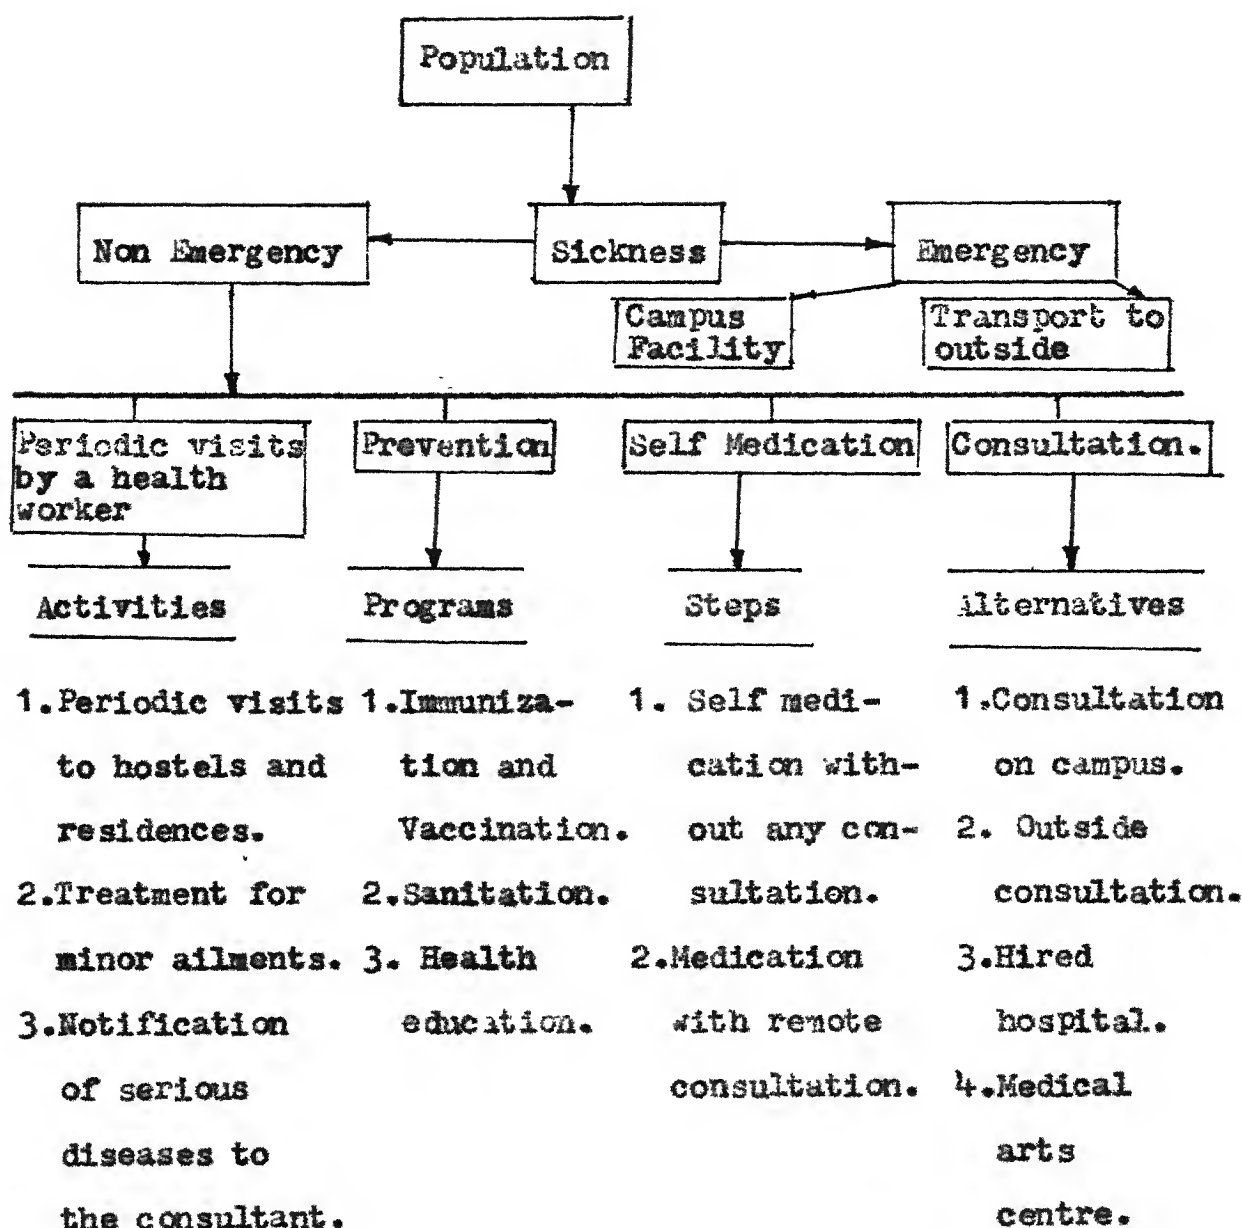 Population
Non Emergency
Sickness
Emergency
Campus
Facility
Transport to
outside
Periodic visits
by a health
worker
Prevention
Self Medication
Consultation.
Activities
Programs
Steps
Alternatives
1.Periodic visits
to hostels and
residences.
2.Treatment for
minor ailments.
3.Notification
of serious
diseases to
the consultant.
1.Immuniza-
tion and
Vaccination.
2.Sanitation.
3. Health
education.
1. Self medi-
cation with-
out any con-
sultation.
2.Medication
with remote
consultation.
1.Consultation
on campus.
2. Outside
consultation.
3.Hired
hospital.
4.Medical
arts
centre.